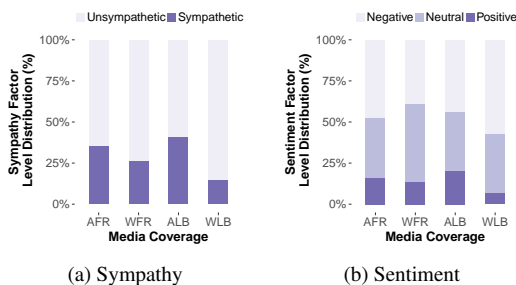 Unsympathetic Sympathetic
100%
75%
50%
25%
0%
Sympathy Factor
Level Distribution (%)
AFR WFR ALB WLB
Media Coverage
(a) Sympathy
Negative Neutral Positive
100%
75%
50%
25%
0%
Sentiment Factor
Level Distribution (%)
AFR WFR ALB WLB
Media Coverage
(b) Sentiment